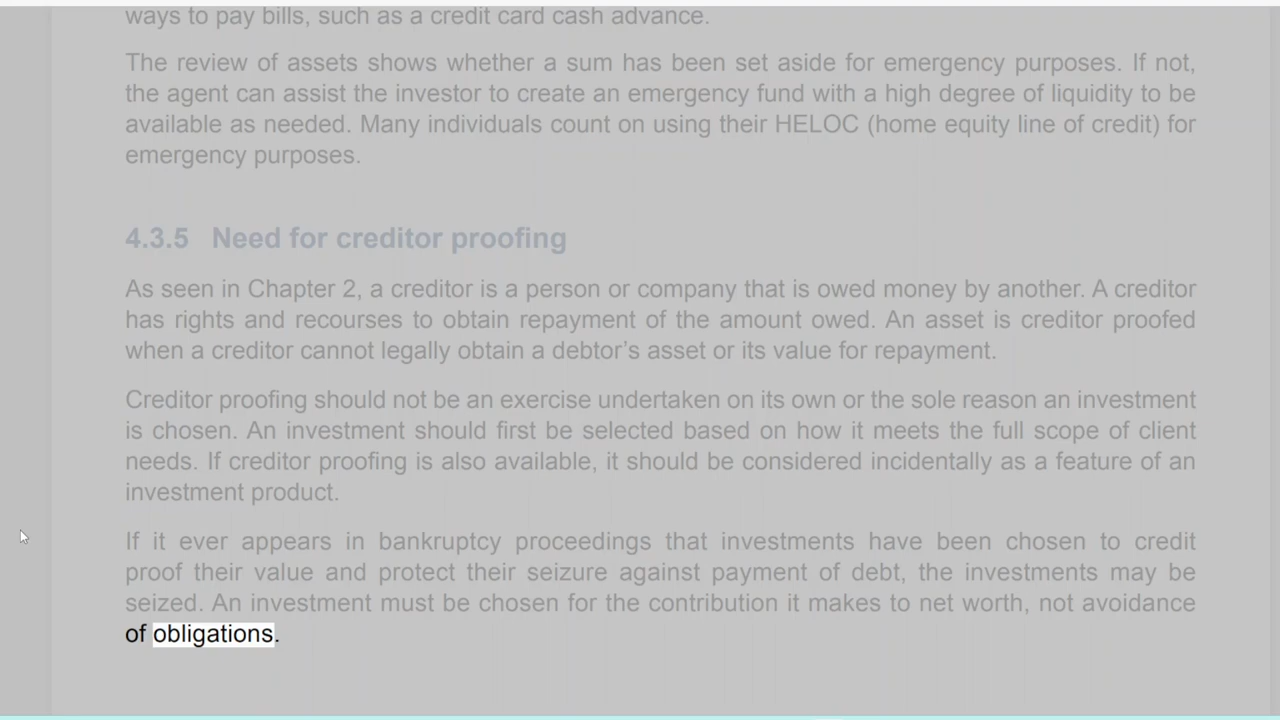 ways to pay bills, such as a credit card cash advance.
The review of assets shows whether a sum has been set aside for emergency purposes. If not,
the agent can assist the investor to create an emergency fund with a high degree of liquidity to be
available as needed. Many individuals count on using their HELOC (home equity line of credit) for
emergency purposes.
4.3.5 Need for creditor proofing
As seen in Chapter 2, a creditor is a person or company that is owed money by another. A creditor
has rights and recourses to obtain repayment of the amount owed. An asset is creditor proofed
when a creditor cannot legally obtain a debtor’s asset or its value for repayment.
Creditor proofing should not be an exercise undertaken on its own or the sole reason an investment
is chosen. An investment should first be selected based on how it meets the full scope of client
needs. If creditor proofing is also available, it should be considered incidentally as a feature of an
investment product.
If it ever appears in bankruptcy proceedings that investments have been chosen to credit
proof their value and protect their seizure against payment of debt, the investments may be
seized. An investment must be chosen for the contribution it makes to net worth, not avoidance
of obligations.